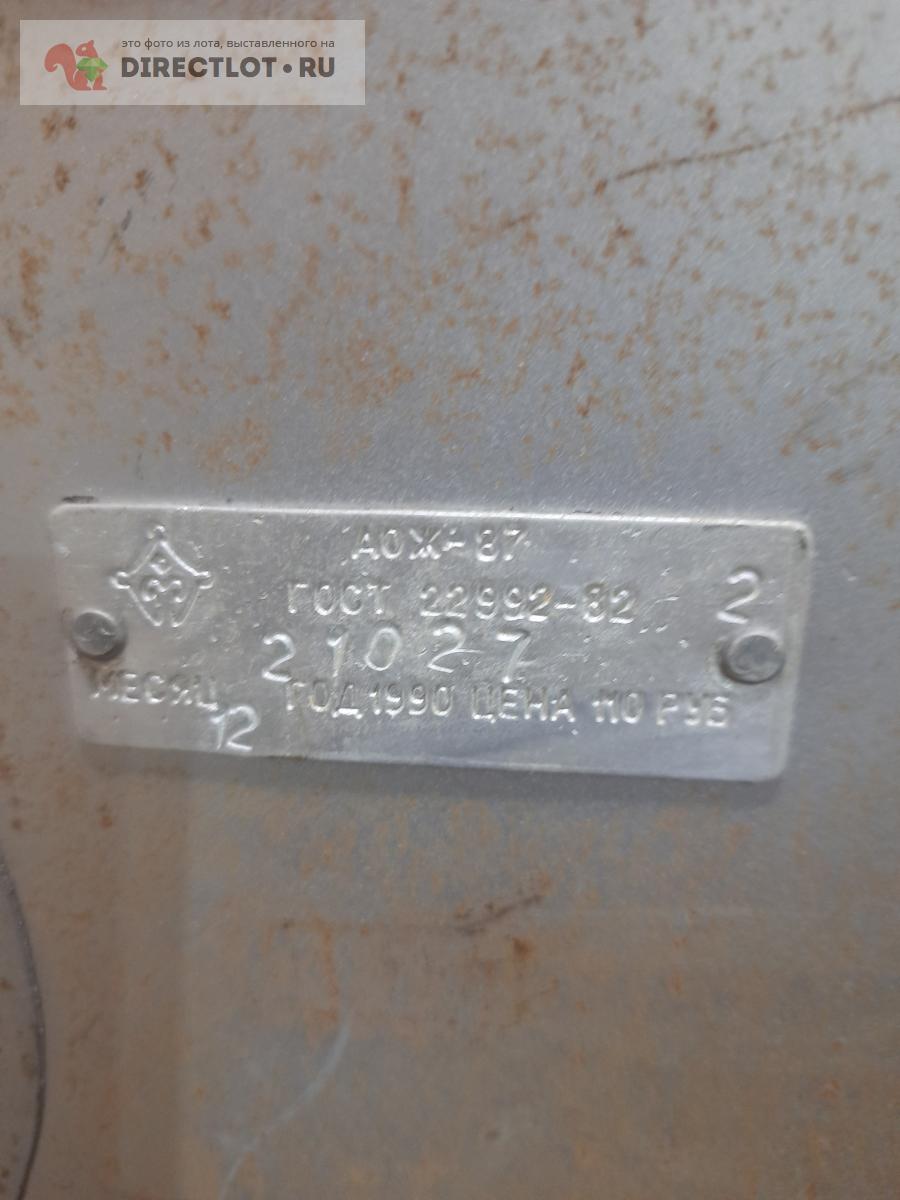 это фото из лота, выставленного на
DIRECTLOT.RU
АОЖ-87
ГОСТ 22992-82 2
21027
МЕСЯЦ 12 ГОД 1990 ЦЕНА 110 РУБ